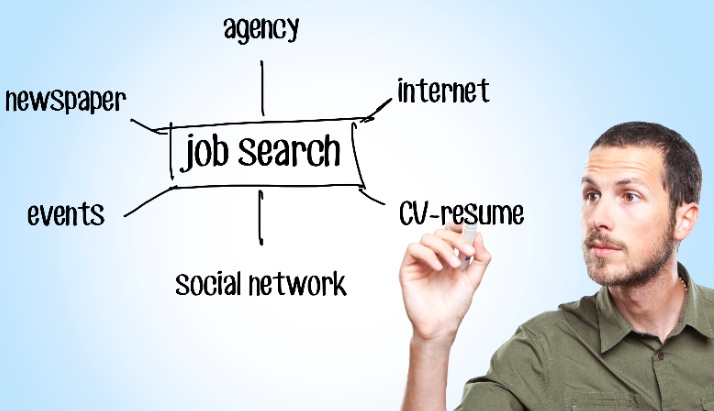 agency
newspaper
internet
job search
events
CV-resume
social network